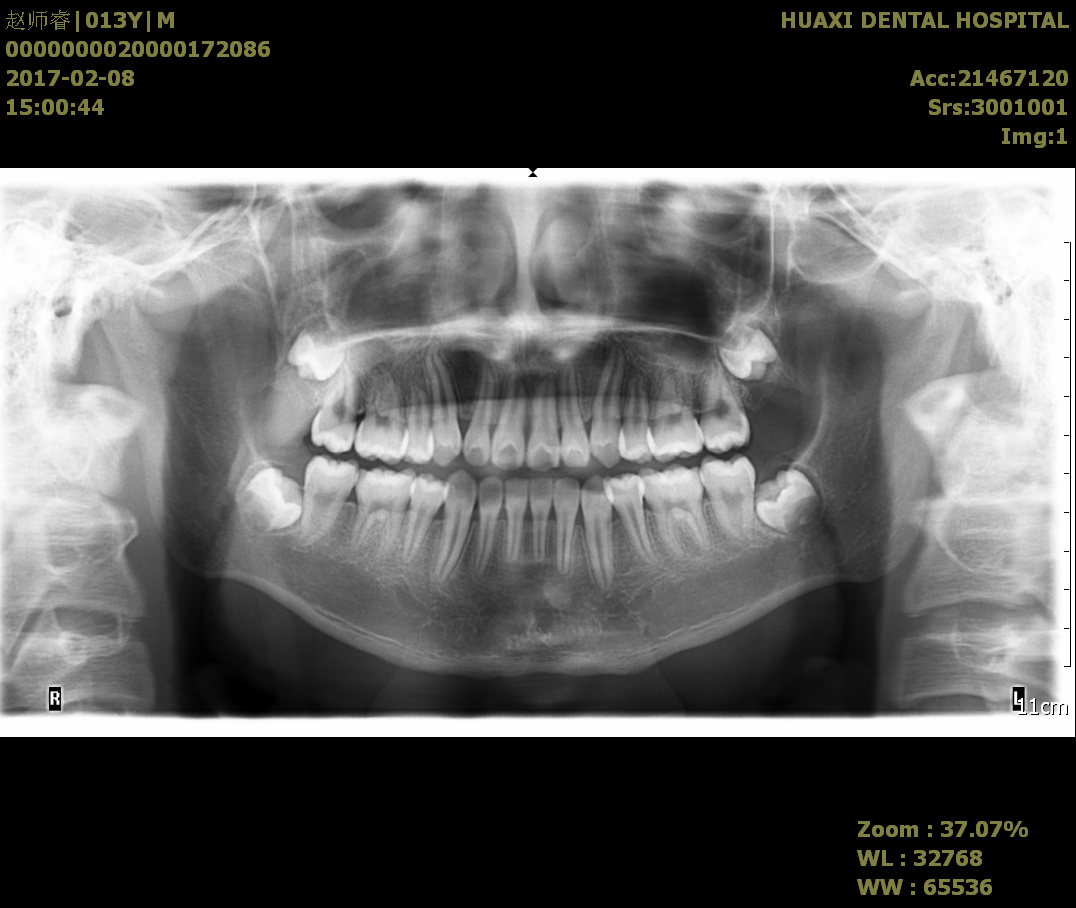 赵师睿|013Y|M
0000000020000172086
2017-02-08
15:00:44
HUAXI DENTAL HOSPITAL
Acc:21467120
Srs:3001001
Img:1
R
L
11cm
Zoom : 37.07%
WL : 32768
WW : 65536